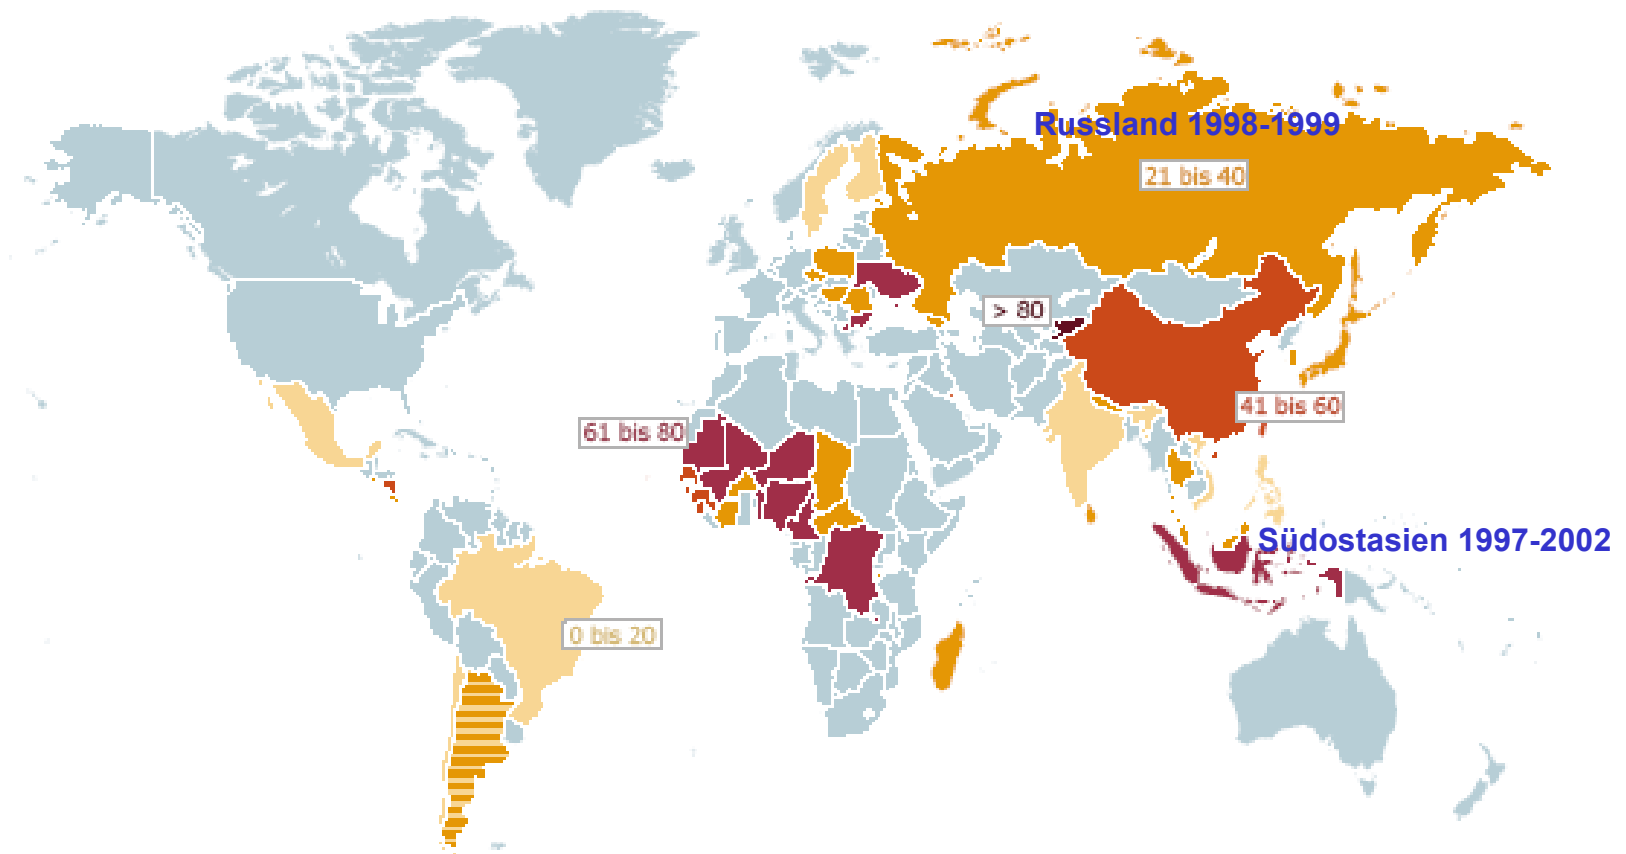 Russland 1998-1999
21 bis 40
> 80
41 bis 60
61 bis 80
Südostasien 1997-2002
0 bis 20